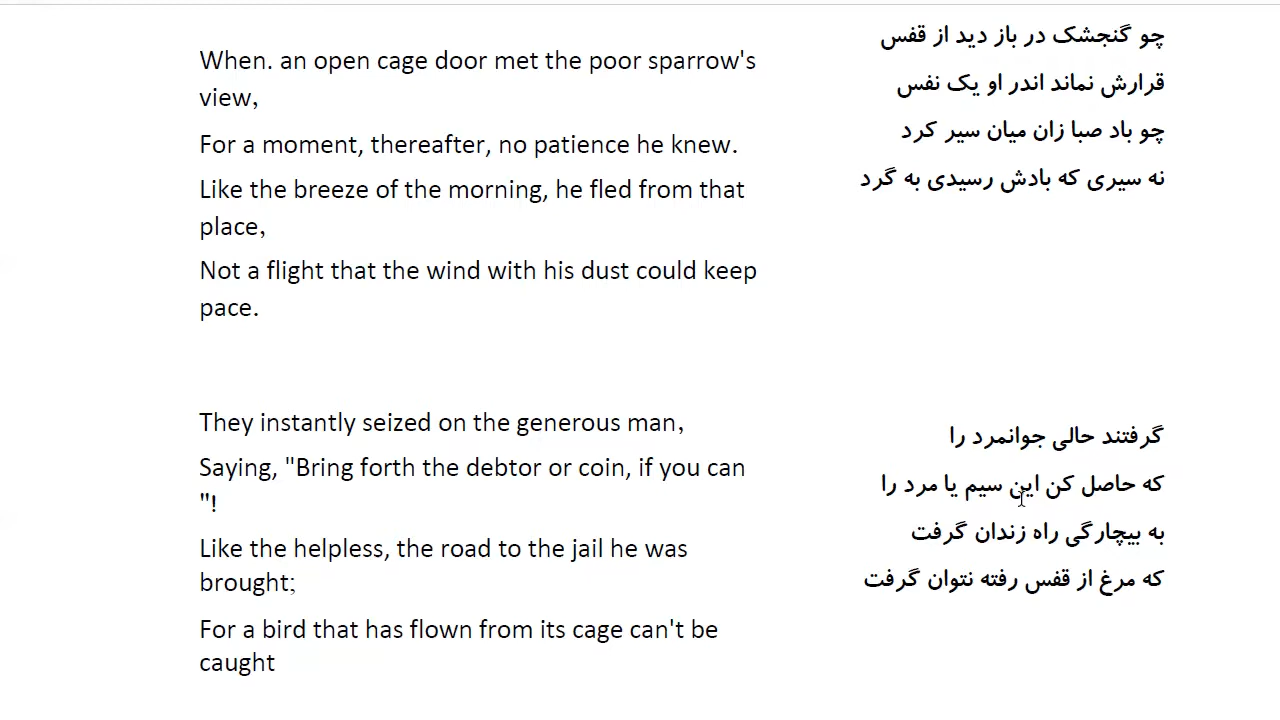 When. an open cage door met the poor sparrow's
view,
For a moment, thereafter, no patience he knew.
Like the breeze of the morning, he fled from that
place,
Not a flight that the wind with his dust could keep
pace.
چو گنجشک در باز دید از قفس
قرارش نماند اندر او یک نفس
چو باد صبا زان میان سیر کرد
نه سیری که بادش رسیدی به گرد
They instantly seized on the generous man,
Saying, "Bring forth the debtor or coin, if you can
"!
Like the helpless, the road to the jail he was
brought;
For a bird that has flown from its cage can't be
caught
گرفتند حالی جوانمرد را
که حاصل کن این سیم یا مرد را
به بیچارگی راه زندان گرفت
که مرغ از قفس رفته نتوان گرفت